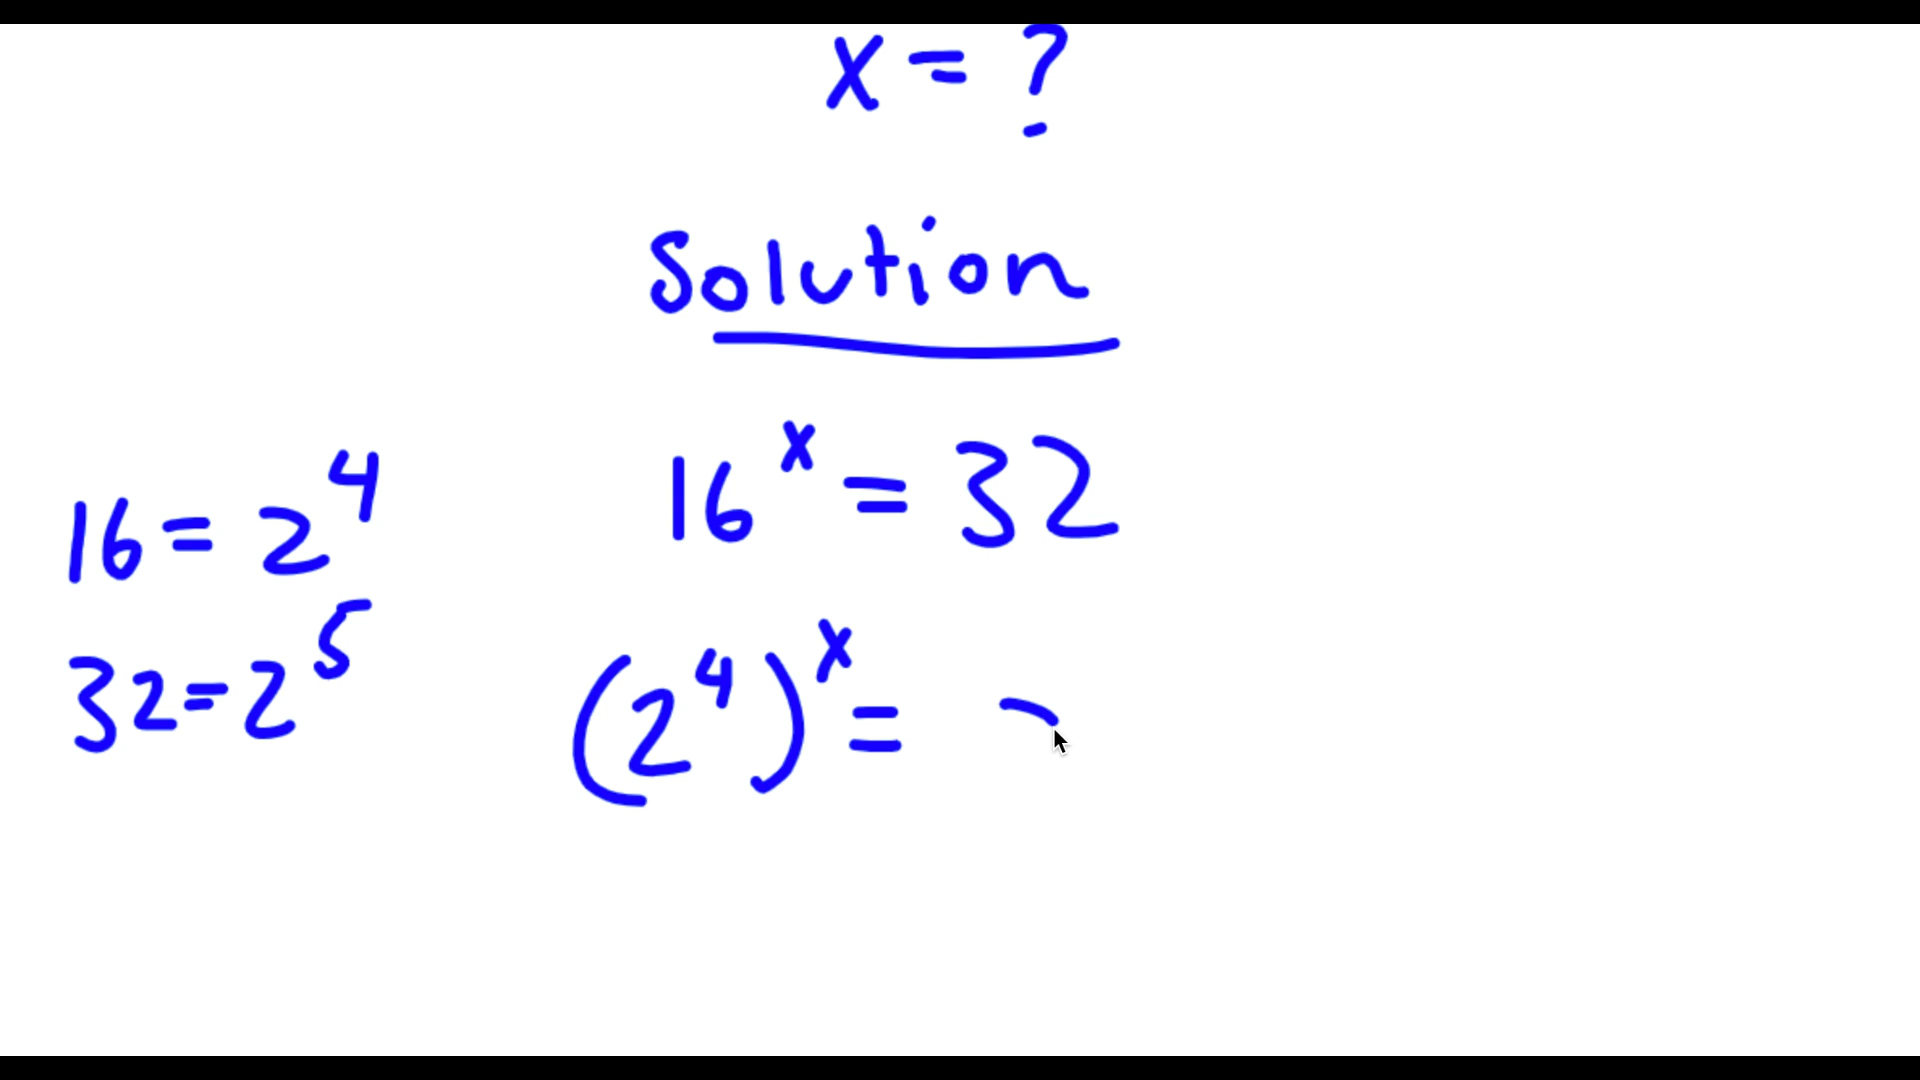 x = ?
Solution
16^x = 32
16 = 2^4
32 = 2^5
(2^4)^x =